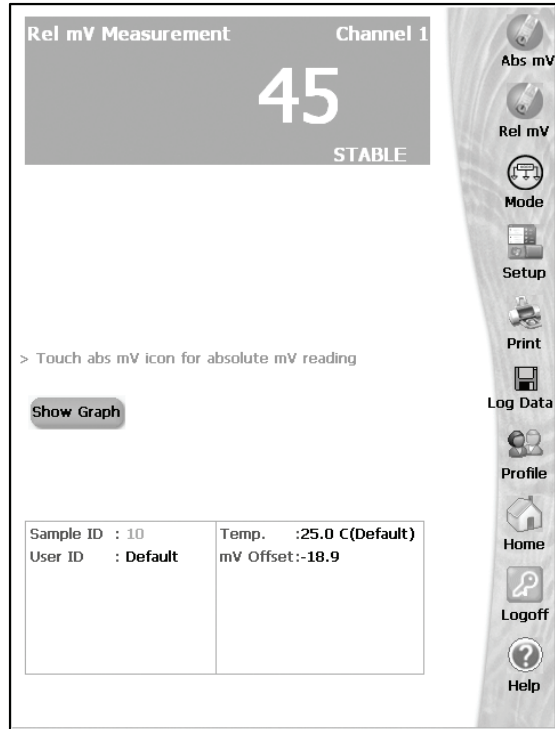 Rel mV Measurement Channel 1
45
STABLE
> Touch abs mV icon for absolute mV reading
Show Graph
Sample ID : 10
User ID : Default
Temp. :25.0 C(Default)
mV Offset:-18.9
Abs mV
Rel mV
Mode
Setup
Print
Log Data
Profile
Home
Logoff
Help